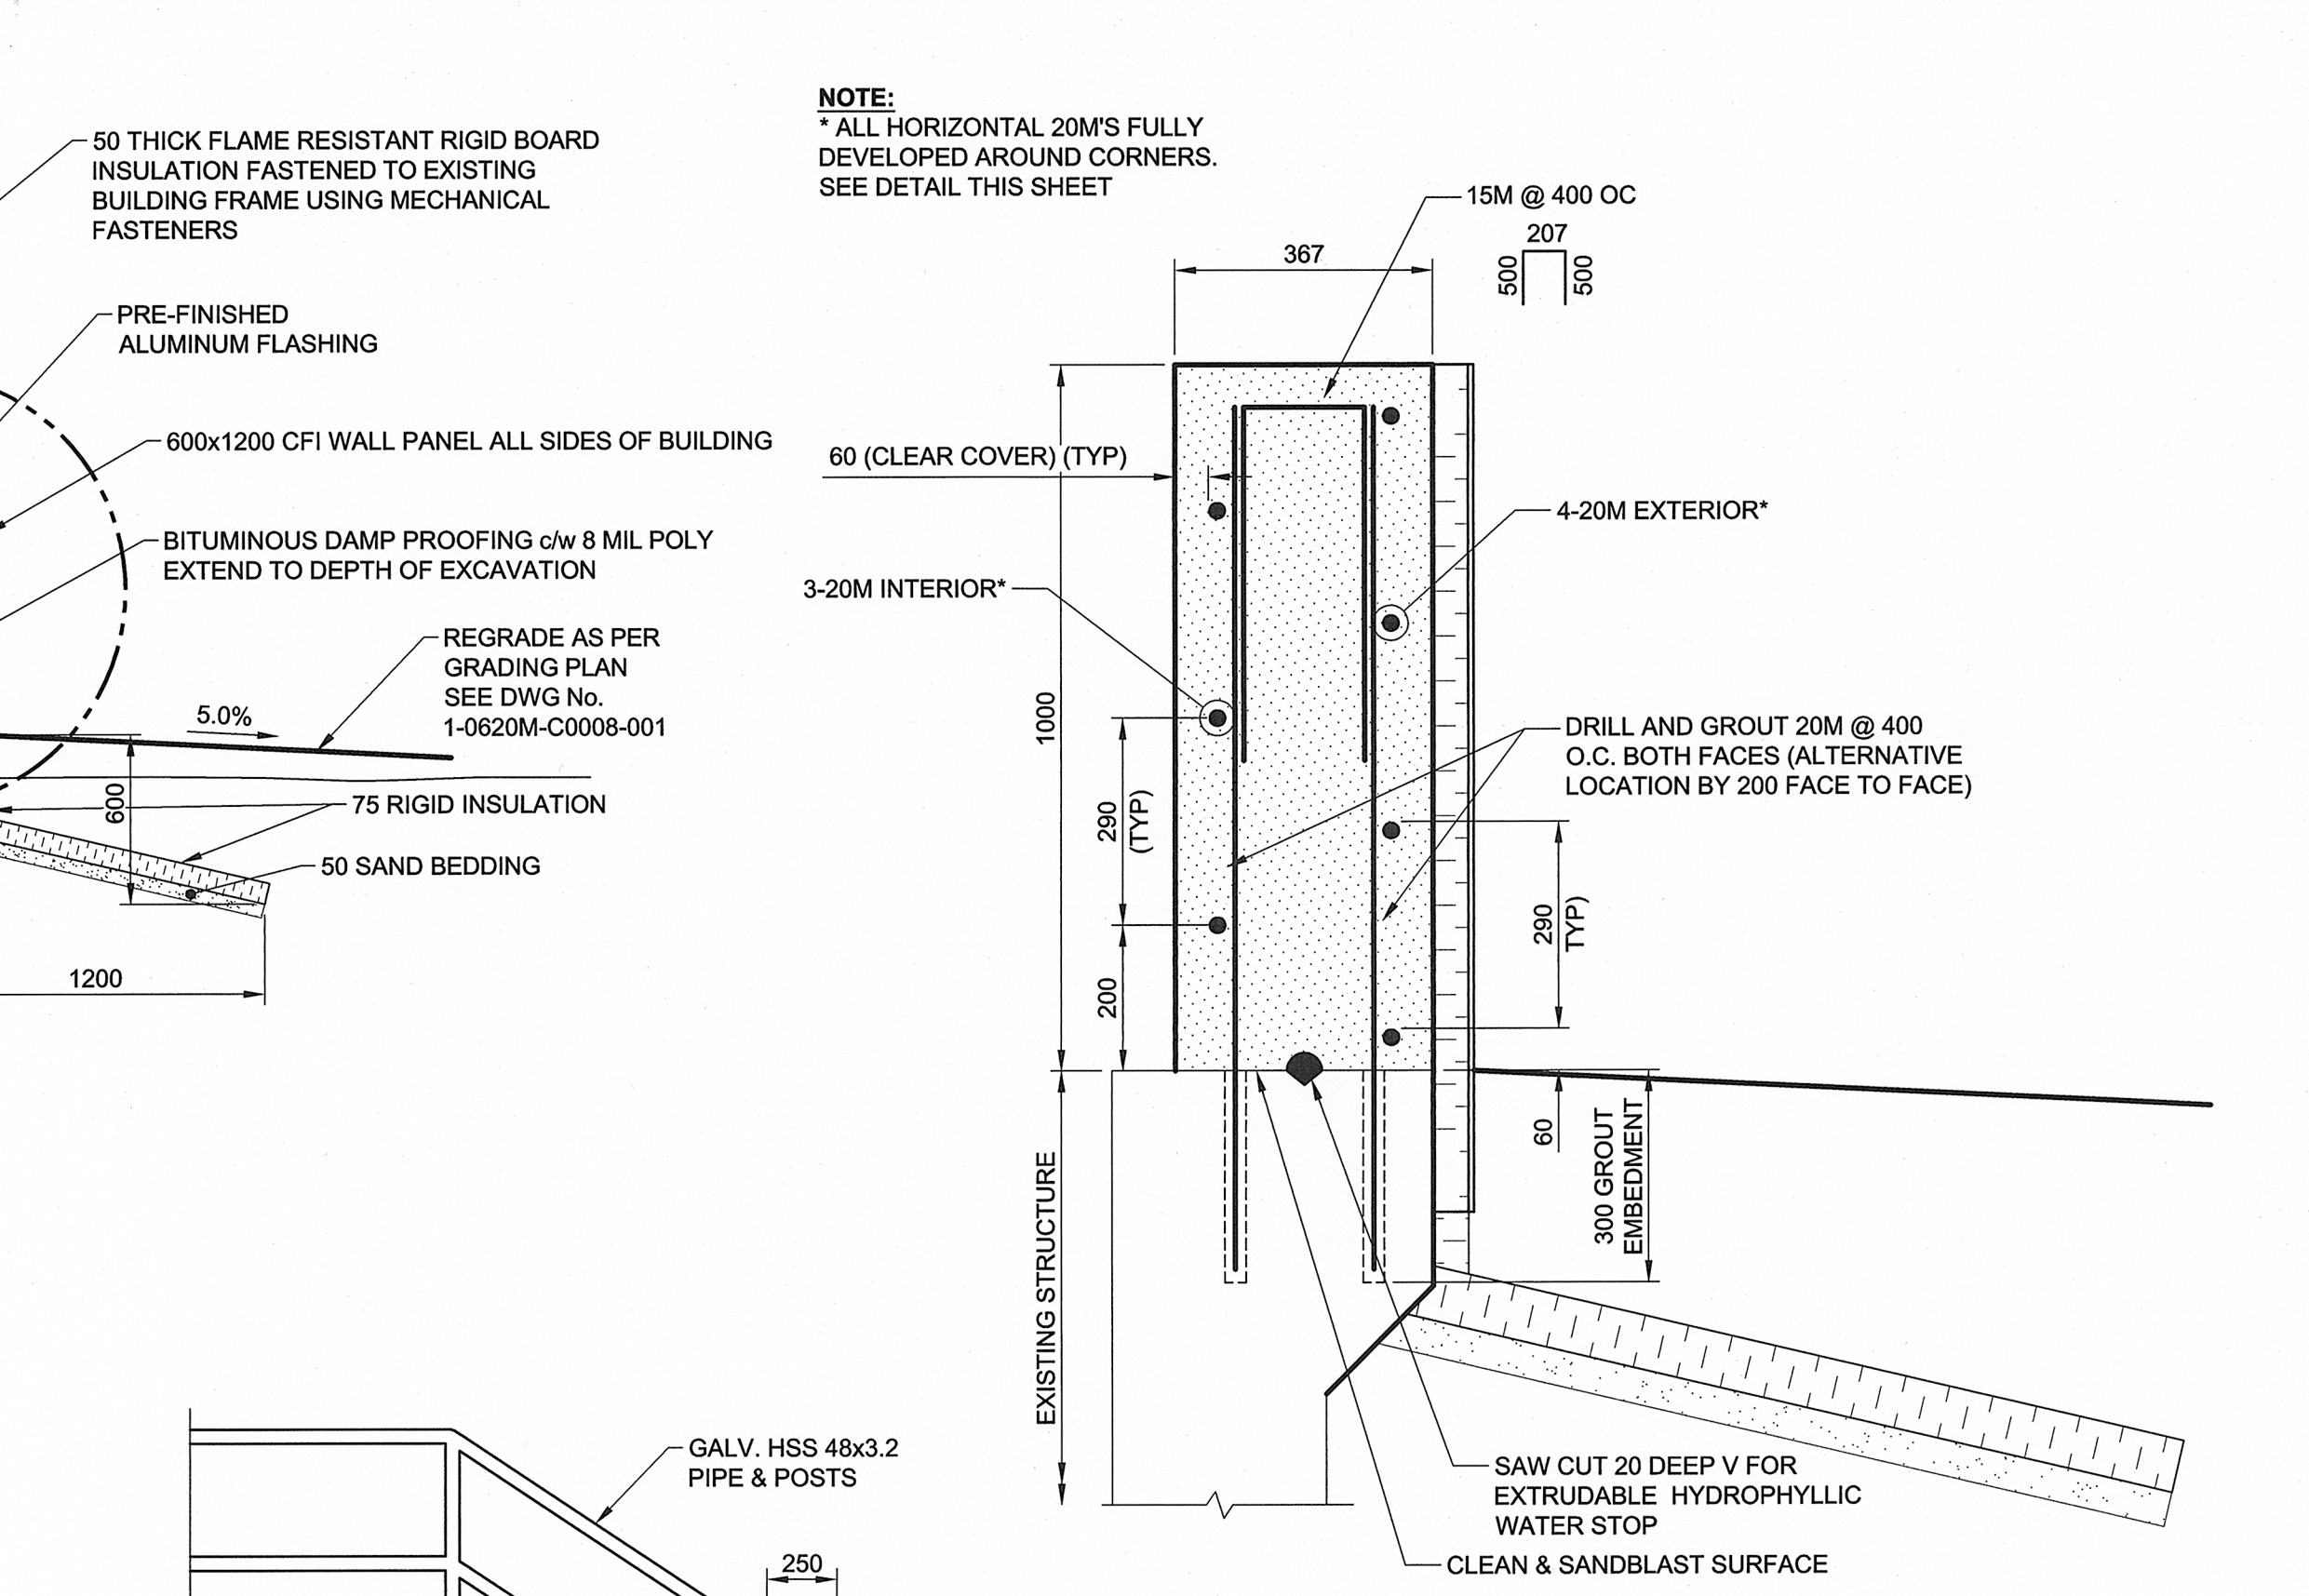 50 THICK FLAME RESISTANT RIGID BOARD
INSULATION FASTENED TO EXISTING
BUILDING FRAME USING MECHANICAL
FASTENERS
PRE-FINISHED
ALUMINUM FLASHING
600x1200 CFI WALL PANEL ALL SIDES OF BUILDING
BITUMINOUS DAMP PROOFING c/w 8 MIL POLY
EXTEND TO DEPTH OF EXCAVATION
REGRADE AS PER
GRADING PLAN
SEE DWG No.
1-0620M-C0008-001
5.0%
600
75 RIGID INSULATION
50 SAND BEDDING
1200
NOTE:
* ALL HORIZONTAL 20M'S FULLY
DEVELOPED AROUND CORNERS.
SEE DETAIL THIS SHEET
15M @ 400 OC
207
500
500
367
60 (CLEAR COVER) (TYP)
4-20M EXTERIOR*
3-20M INTERIOR*
1000
DRILL AND GROUT 20M @ 400
O.C. BOTH FACES (ALTERNATIVE
LOCATION BY 200 FACE TO FACE)
290
(TYP)
200
290
TYP)
60
300 GROUT
EMBEDMENT
EXISTING STRUCTURE
SAW CUT 20 DEEP V FOR
EXTRUDABLE HYDROPHYLLIC
WATER STOP
CLEAN & SANDBLAST SURFACE
GALV. HSS 48x3.2
PIPE & POSTS
250